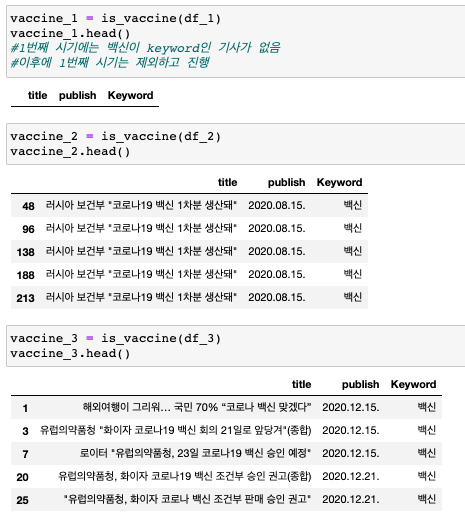 vaccine_1 = is_vaccine(df_1)
vaccine_1.head()
#1번째 시기에는 백신이 keyword인 기사가 없음
#이후에 1번째 시기는 제외하고 진행
title publish Keyword
vaccine_2 = is_vaccine(df_2)
vaccine_2.head()
title publish Keyword
48 러시아 보건부 "코로나19 백신 1차분 생산돼" 2020.08.15. 백신
96 러시아 보건부 "코로나19 백신 1차분 생산돼" 2020.08.15. 백신
138 러시아 보건부 "코로나19 백신 1차분 생산돼" 2020.08.15. 백신
188 러시아 보건부 "코로나19 백신 1차분 생산돼" 2020.08.15. 백신
213 러시아 보건부 "코로나19 백신 1차분 생산돼" 2020.08.15. 백신
vaccine_3 = is_vaccine(df_3)
vaccine_3.head()
title publish Keyword
1 해외여행이 그리워... 국민 70% “코로나 백신 맞겠다” 2020.12.15. 백신
3 유럽의약품청 "화이자 코로나19 백신 회의 21일로 앞당겨"(종합) 2020.12.15. 백신
7 로이터 "유럽의약품청, 23일 코로나19 백신 승인 예정" 2020.12.15. 백신
20 유럽의약품청, 화이자 코로나19 백신 조건부 승인 권고(종합) 2020.12.21. 백신
25 "유럽의약품청, 화이자 코로나 백신 조건부 판매 승인 권고" 2020.12.21. 백신